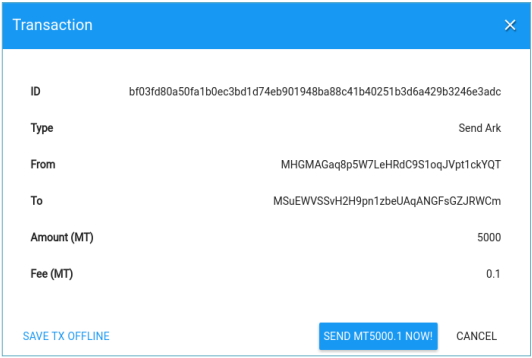 Transaction ×
ID bf03fd80a50fa1b0ec3bd1d74eb901948ba88c41b40251b3d6a429b3246e3adc
Type Send Ark
From MHGMAGaq8p5W7LeHRdC9S1oqJVpt1ckYQT
To MSuEWVSSvH2H9pn1zbeUAqANGFsGZJRWCm
Amount (MT) 5000
Fee (MT) 0.1
SAVE TX OFFLINE SEND MT5000.1 NOW! CANCEL